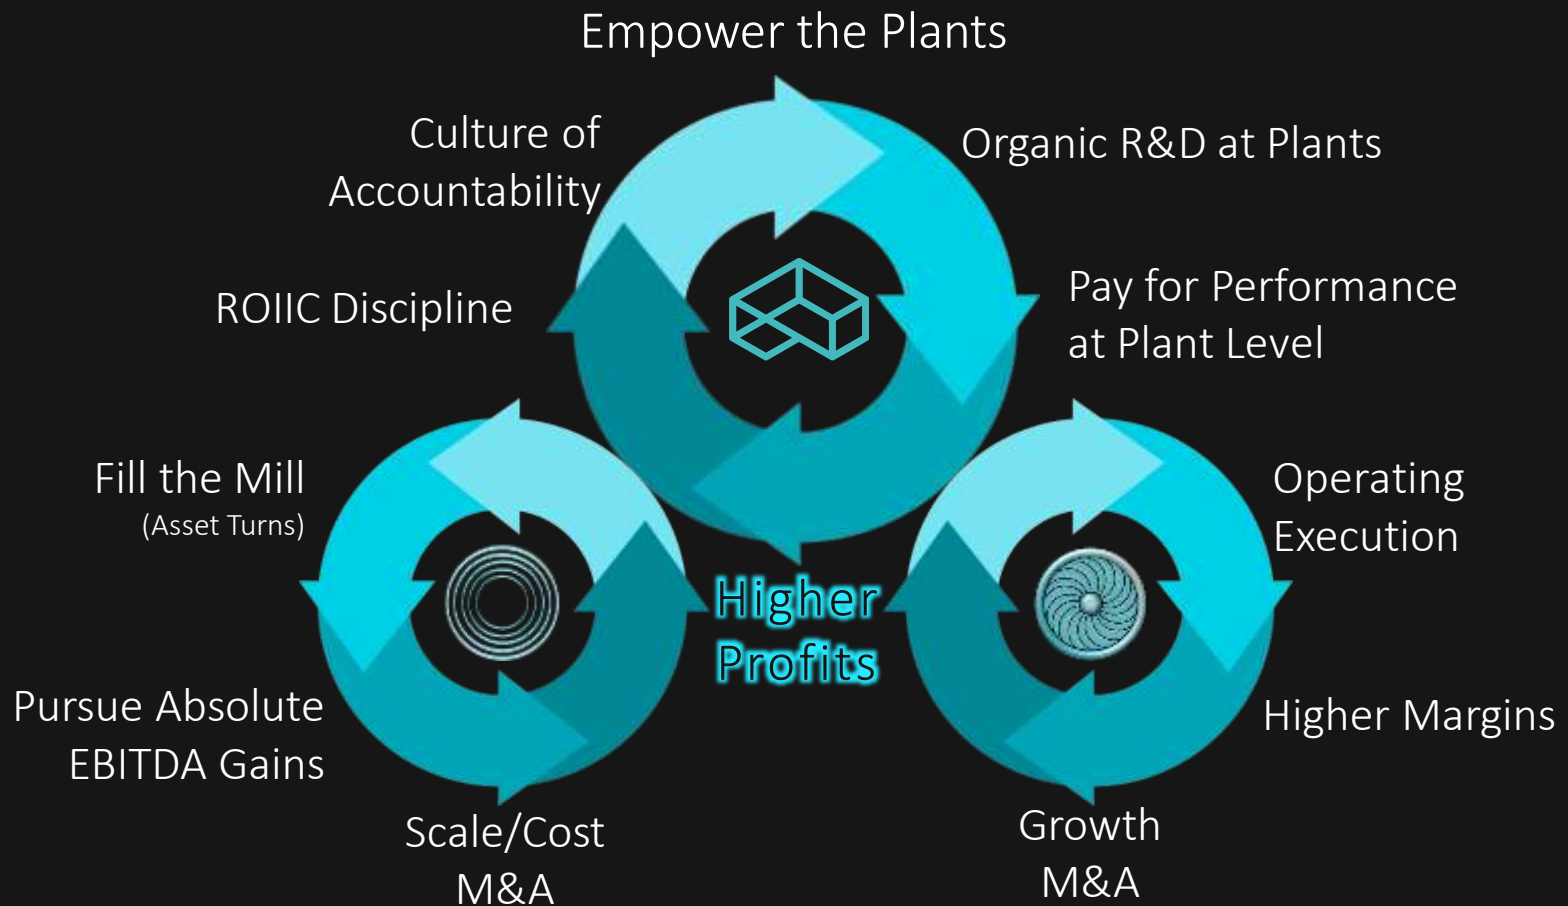 Empower the Plants
Culture of
Accountability
Organic R&D at Plants
ROIIC Discipline
Pay for Performance
at Plant Level
Fill the Mill
(Asset Turns)
Operating
Execution
Higher
Profits
Pursue Absolute
EBITDA Gains
Higher Margins
Scale/Cost
M&A
Growth
M&A